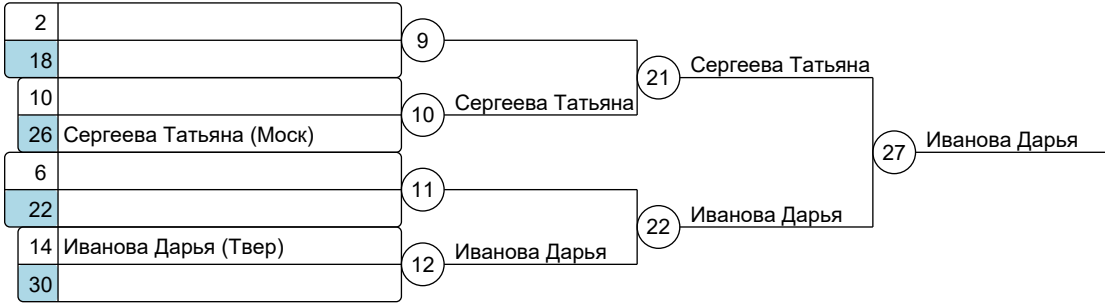 2
9
18
21 Сергеева Татьяна
10
10 Сергеева Татьяна
26 Сергеева Татьяна (Моск)
27 Иванова Дарья
6
11
22
22 Иванова Дарья
14 Иванова Дарья (Твер)
12 Иванова Дарья
30